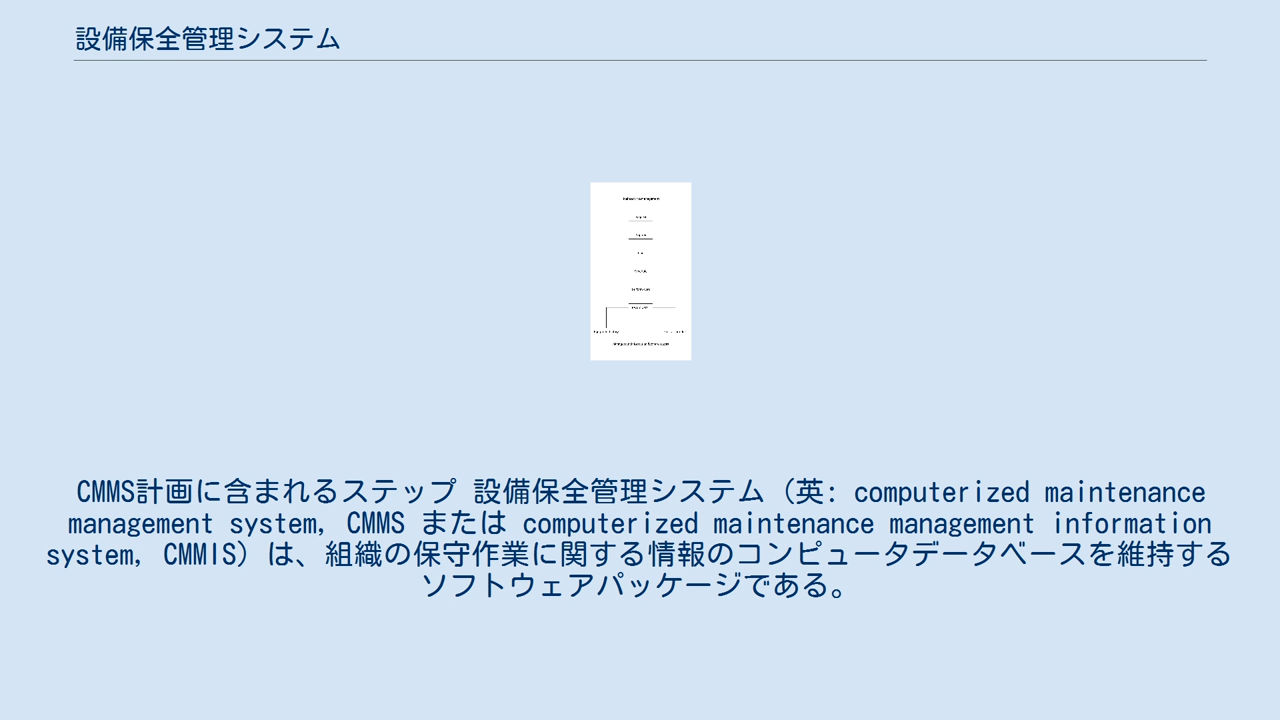 設備保全管理システム
CMMS計画に含まれるステップ 設備保全管理システム（英: computerized maintenance
management system, CMMS または computerized maintenance management information
system, CMMIS）は、組織の保守作業に関する情報のコンピュータデータベースを維持する
ソフトウェアパッケージである。